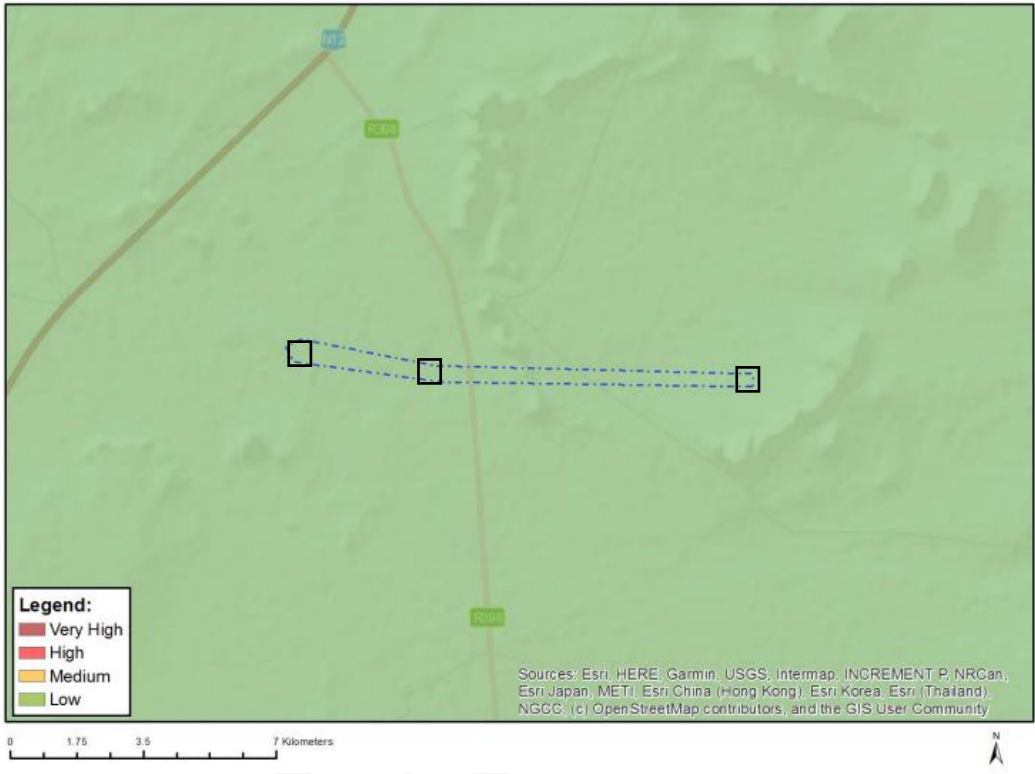 N12
R398
R398
Legend:
Very High
High
Medium
Low
Sources: Esri, HERE, Garmin, USGS, Intermap, INCREMENT P, NRCan,
Esri Japan, METI, Esri China (Hong Kong), Esri Korea, Esri (Thailand),
NGCC, (c) OpenStreetMap contributors, and the GIS User Community
0 1.75 3.5 7 Kilometers
N